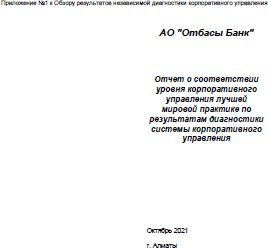 Приложение №1 к Обзору результатов независимой диагностики корпоративного управления
АО "Отбасы Банк"
Отчет о соответствии
уровня корпоративного
управления лучшей
мировой практике по
результатам диагностики
системы корпоративного
управления
Октябрь 2021
г. Алматы